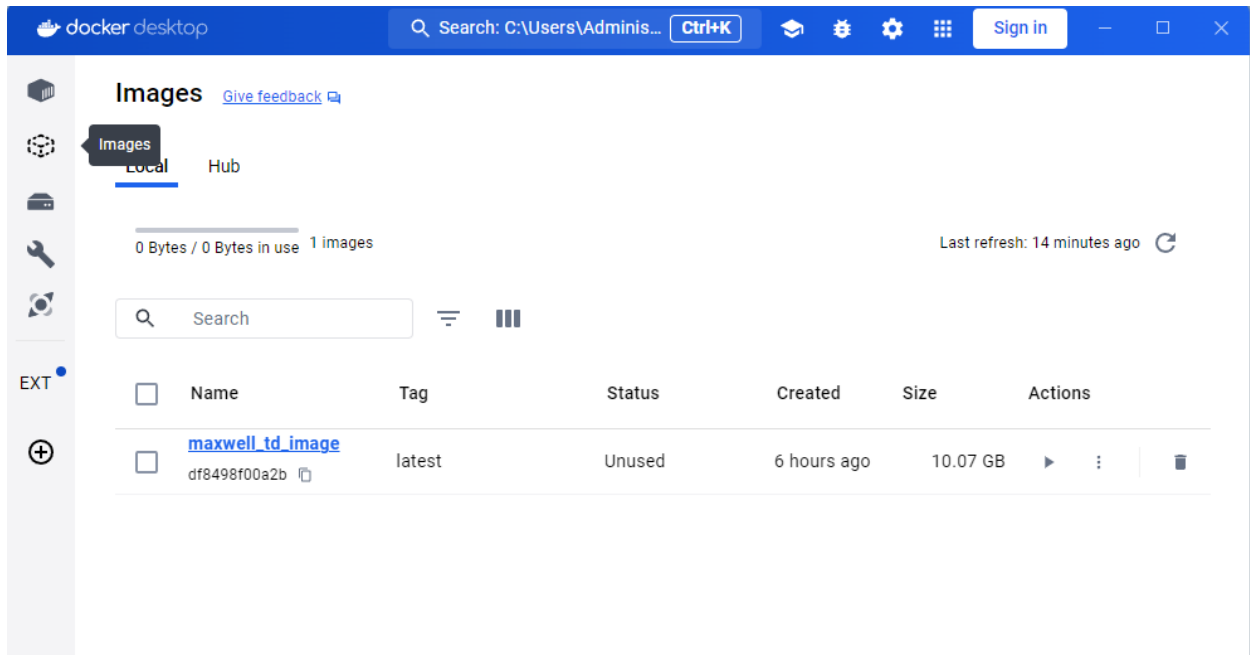 docker desktop
Search: C:\Users\Adminis... Ctrl+K
Sign in
Images Give feedback
Images
Local Hub
0 Bytes / 0 Bytes in use 1 images
Last refresh: 14 minutes ago
Search
EXT
Name Tag Status Created Size Actions
maxwell_td_image
df8498f00a2b
latest Unused 6 hours ago 10.07 GB